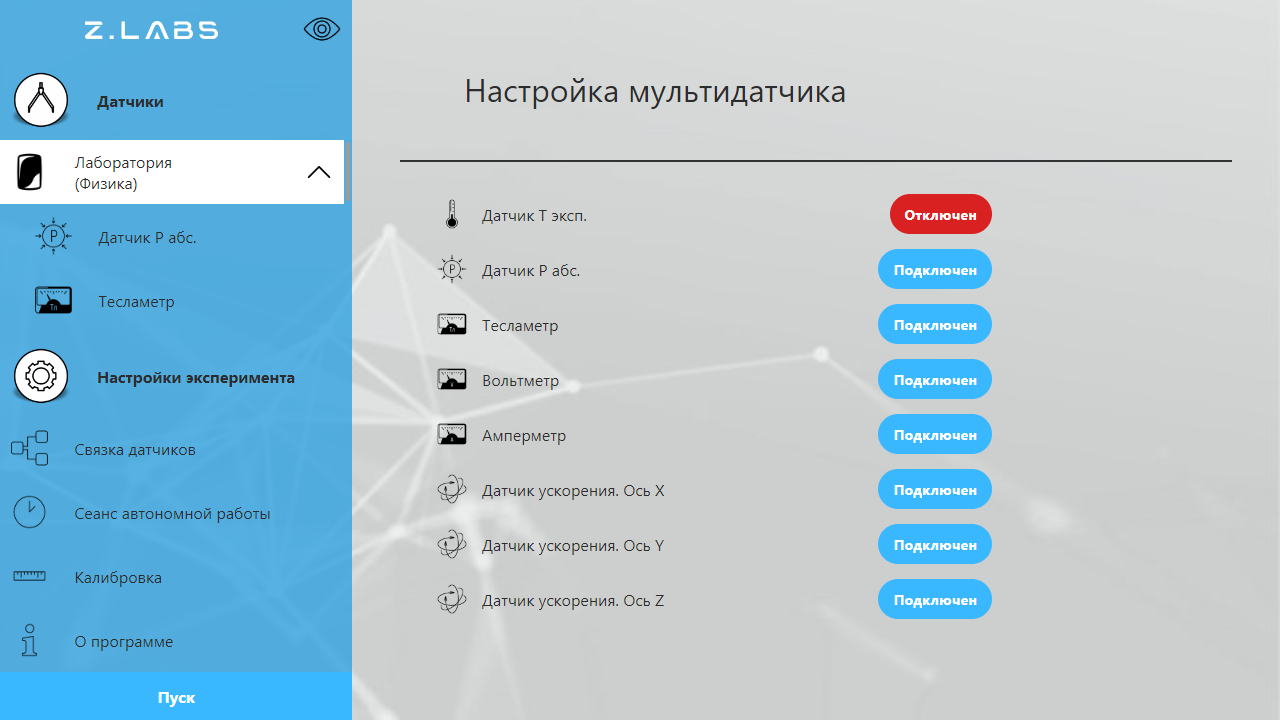 Z.LABS
Датчики
Лаборатория
(Физика)
Датчик P абс.
Тесламетр
Настройки эксперимента
Связка датчиков
Сеанс автономной работы
Калибровка
О программе
Пуск
Настройка мультидатчика
Датчик T эксп. Отключен
Датчик P абс. Подключен
Тесламетр Подключен
Вольтметр Подключен
Амперметр Подключен
Датчик ускорения. Ось X Подключен
Датчик ускорения. Ось Y Подключен
Датчик ускорения. Ось Z Подключен